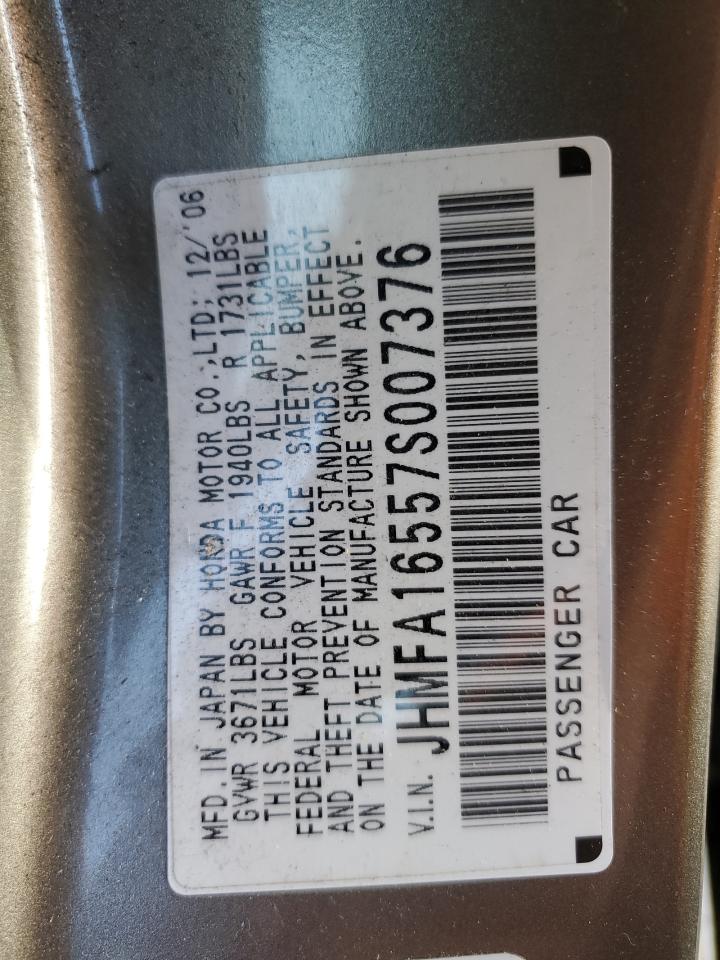 MFD. IN JAPAN BY HONDA MOTOR CO.,LTD; 12/'06
GVWR 3671LBS GAWR F 1940LBS R 1731LBS
THIS VEHICLE CONFORMS TO ALL APPLICABLE
FEDERAL MOTOR VEHICLE SAFETY, BUMPER,
AND THEFT PREVENTION STANDARDS IN EFFECT
ON THE DATE OF MANUFACTURE SHOWN ABOVE.
V.I.N. JHMFA16557S007376
PASSENGER CAR